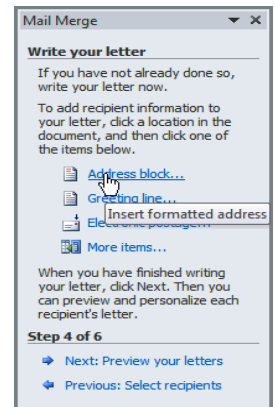 Mail Merge
Write your letter
If you have not already done so,
write your letter now.
To add recipient information to
your letter, click a location in the
document, and then click one of
the items below.
Address block...
Greeting line...
Insert formatted address
Electronic postage...
More items...
When you have finished writing
your letter, click Next. Then you
can preview and personalize each
recipient's letter.
Step 4 of 6
Next: Preview your letters
Previous: Select recipients